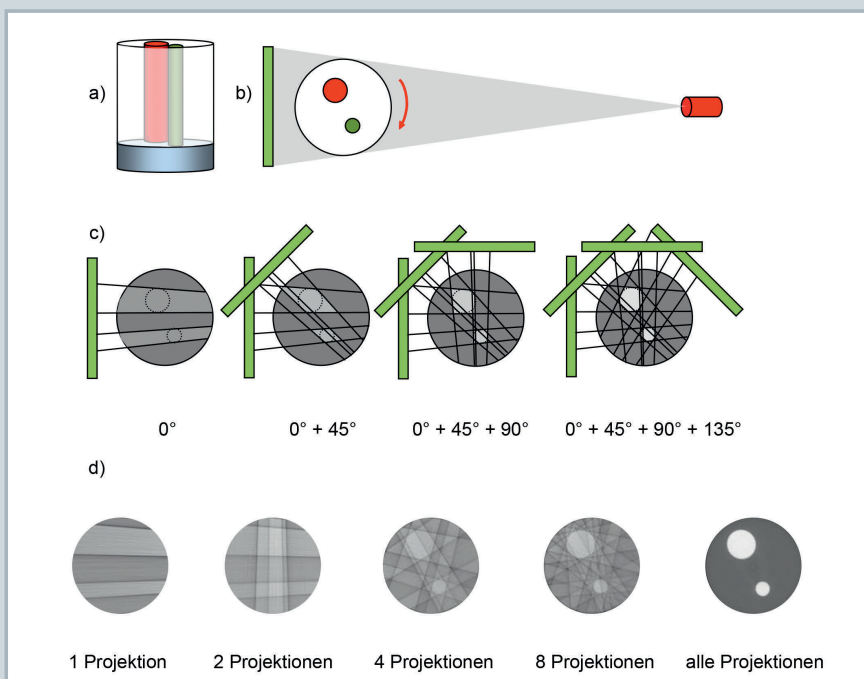 a)
b)
c)
0°
0° + 45°
0° + 45° + 90°
0° + 45° + 90° + 135°
d)
1 Projektion
2 Projektionen
4 Projektionen
8 Projektionen
alle Projektionen